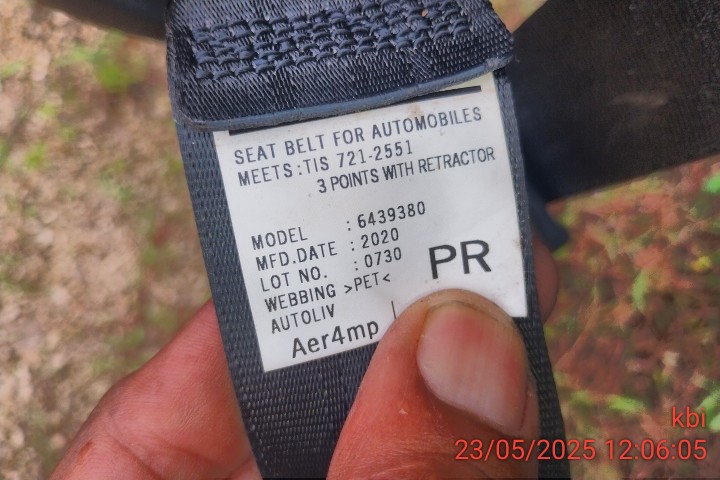 SEAT BELT FOR AUTOMOBILES
MEETS:TIS 721-2551
3 POINTS WITH RETRACTOR
MODEL : 6439380
MFD.DATE : 2020
LOT NO. : 0730
WEBBING >PET<
AUTOLIV
PR
Aer4mp
kbi
23/05/2025 12:06:05